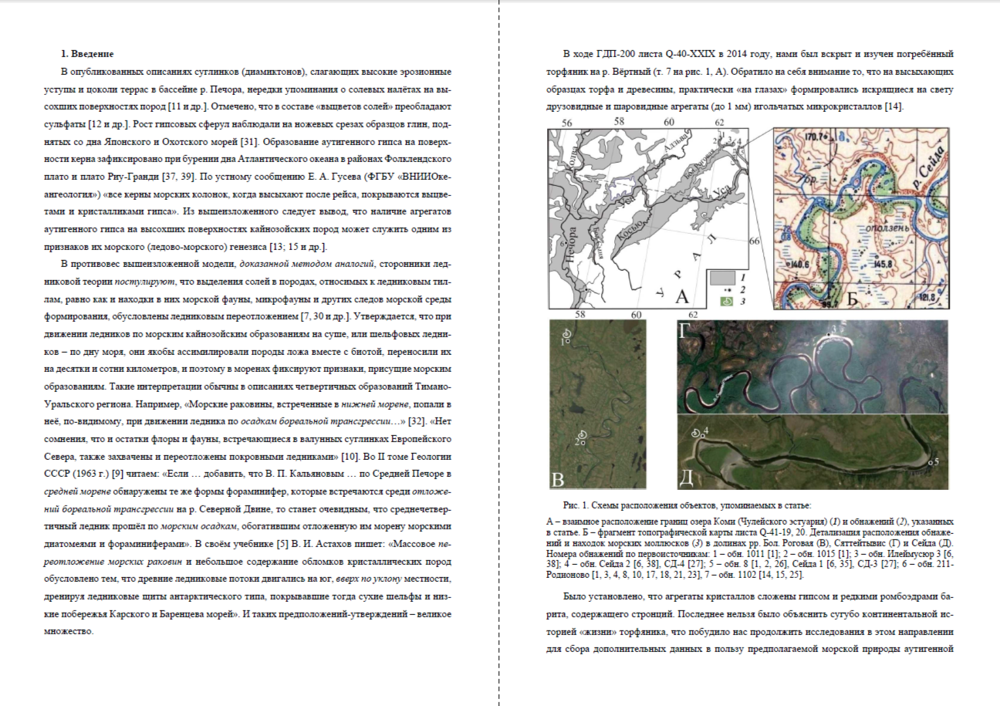 1. Введение
В опубликованных описаниях суглинков (диамиктонов), слагающих высокие эрозионные
уступы и цоколи террас в бассейне р. Печора, нередки упоминания о солевых налётах на вы-
сохших поверхностях пород [11 и др.]. Отмечено, что в составе «выцветов солей» преобладают
сульфаты [12 и др.]. Рост гипсовых сферул наблюдали на ножевых срезах образцов глин, под-
нятых со дна Японского и Охотского морей [31]. Образование аутигенного гипса на поверх-
ности керна зафиксировано при бурении дна Атлантического океана в районах Фолклендского
плато и плато Риу-Гранди [37, 39]. По устному сообщению Е. А. Гусева (ФГБУ «ВНИИОке-
ангеология») «все керны морских колонок, когда высыхают после рейса, покрываются выцве-
тами и кристалликами гипса». Из вышеизложенного следует вывод, что наличие агрегатов
аутигенного гипса на высохших поверхностях кайнозойских пород может служить одним из
признаков их морского (ледово-морского) генезиса [13; 15 и др.].
В противовес вышеизложенной модели, доказанной методом аналогий, сторонники лед-
никовой теории постулируют, что выделения солей в породах, относимых к ледниковым тил-
лам, равно как и находки в них морской фауны, микрофауны и других следов морской среды
формирования, обусловлены ледниковым переотложением [7, 30 и др.]. Утверждается, что при
движении ледников по морским кайнозойским образованиям на суше, или шельфовых ледни-
ков – по дну моря, они якобы ассимилировали породы ложа вместе с биотой, переносили их
на десятки и сотни километров, и поэтому в моренах фиксируют признаки, присущие морским
образованиям. Такие интерпретации обычны в описаниях четвертичных образований Тимано-
Уральского региона. Например, «Морские раковины, встреченные в нижней морене, попали в
неё, по-видимому, при движении ледника по осадкам бореальной трансгрессии…» [32]. «Нет
сомнения, что и остатки флоры и фауны, встречающиеся в валунных суглинках Европейского
Севера, также захвачены и переотложены покровными ледниками» [10]. Во II томе Геологии
СССР (1963 г.) [9] читаем: «Если … добавить, что В. П. Кальяновым … по Средней Печоре в
средней морене обнаружены те же формы фораминифер, которые встречаются среди отложе-
ний бореальной трансгрессии на р. Северной Двине, то станет очевидным, что среднечетвер-
тичный ледник прошёл по морским осадкам, обогатившим отложенную им морену морскими
диатомеями и фораминиферами». В своём учебнике [5] В. И. Астахов пишет: «Массовое пе-
реотложение морских раковин и небольшое содержание обломков кристаллических пород
обусловлено тем, что древние ледниковые потоки двигались на юг, вверх по уклону местности,
дренируя ледниковые щиты антарктического типа, покрывавшие тогда сухие шельфы и низ-
кие побережья Карского и Баренцева морей». И таких предположений-утверждений – великое
множество.
В ходе ГДП-200 листа Q-40-XXIX в 2014 году, нами был вскрыт и изучен погребённый
торфяник на р. Вёртный (т. 7 на рис. 1, А). Обратило на себя внимание то, что на высыхающих
образцах торфа и древесины, практически «на глазах» формировались искрящиеся на свету
друзовидные и шаровидные агрегаты (до 1 мм) игольчатых микрокристаллов [14].
56 58 60 62
Колва
Адзьва
Бол. Роговая
Уса
Уса
Косью
Печора
6
66
У Р А Л
1
2
3
А
58 60 62
170.7
р. Сейда
оползень
140.6
145.8
121.8
Б
1
2
В
Г
3
Д
4
5
Рис. 1. Схемы расположения объектов, упоминаемых в статье:
А – взаимное расположение границ озера Коми (Чулейского эстуария) (1) и обнажений (2), указанных
в статье. Б – фрагмент топографической карты листа Q-41-19, 20. Детализация расположения обнаже-
ний и находок морских моллюсков (3) в долинах рр. Бол. Роговая (В), Сяттейтывис (Г) и Сейда (Д).
Номера обнажений по первоисточникам: 1 – обн. 1011 [1]; 2 – обн. 1015 [1]; 3 – обн. Илеймусюр 3 [6,
38]; 4 – обн. Сейда 2 [6, 38], СД-4 [27]; 5 – обн. 8 [1, 2, 26], Сейда 1 [6, 35], СД-3 [27]; 6 – обн. 211-
Родионово [1, 3, 4, 8, 10, 17, 18, 21, 23], 7 – обн. 1102 [14, 15, 25].
Было установлено, что агрегаты кристаллов сложены гипсом и редкими ромбоэдрами ба-
рита, содержащего стронций. Последнее нельзя было объяснить сугубо континентальной ис-
торией «жизни» торфяника, что побудило нас продолжить исследования в этом направлении
для сбора дополнительных данных в пользу предполагаемой морской природы аутигенной